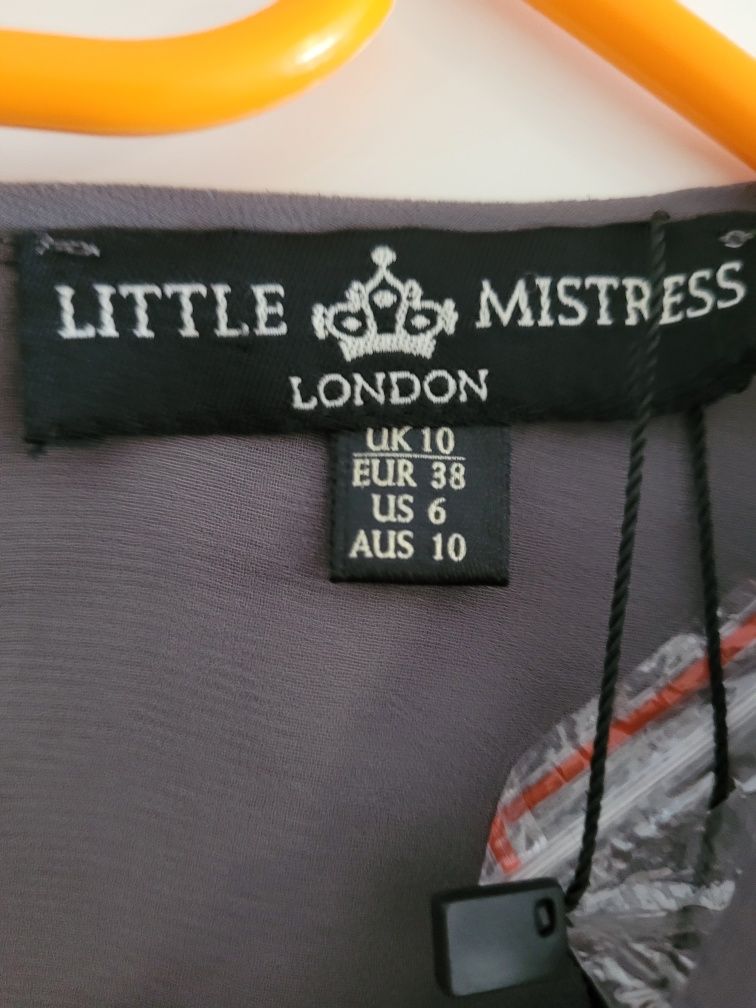 LITTLE MISTRESS
LONDON
UK 10
EUR 38
US 6
AUS 10